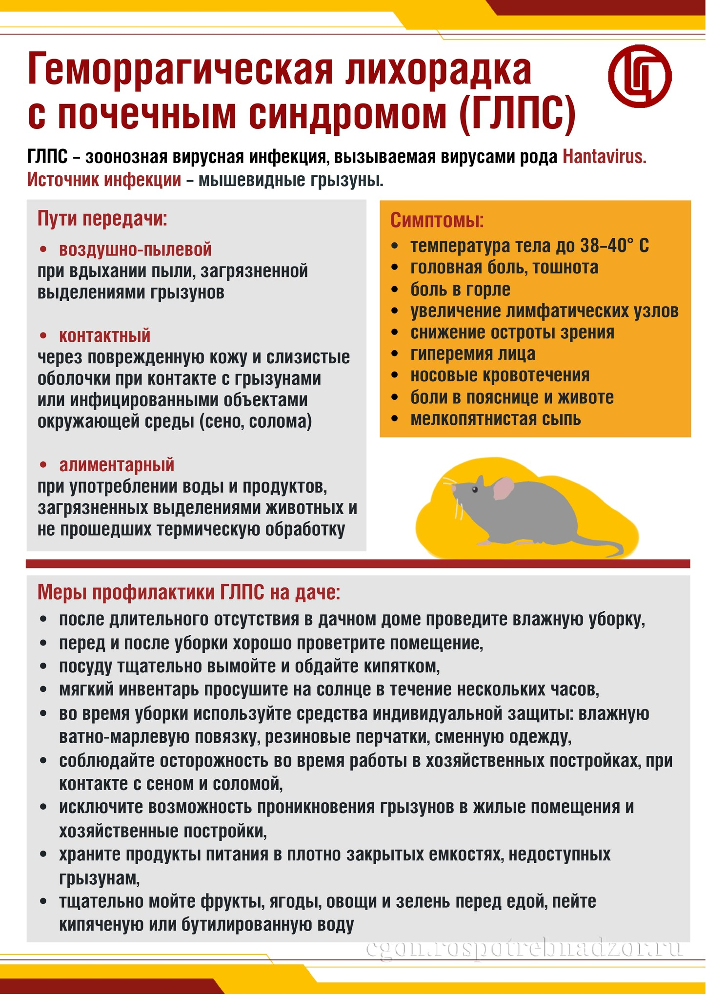 Геморрагическая лихорадка
с почечным синдромом (ГЛПС)
ГЛПС – зоонозная вирусная инфекция, вызываемая вирусами рода Hantavirus.
Источник инфекции – мышевидные грызуны.
Пути передачи:
• воздушно-пылевой
при вдыхании пыли, загрязненной
выделениями грызунов
• контактный
через поврежденную кожу и слизистые
оболочки при контакте с грызунами
или инфицированными объектами
окружающей среды (сено, солома)
• алиментарный
при употреблении воды и продуктов,
загрязненных выделениями животных и
не прошедших термическую обработку
Симптомы:
• температура тела до 38–40° С
• головная боль, тошнота
• боль в горле
• увеличение лимфатических узлов
• снижение остроты зрения
• гиперемия лица
• носовые кровотечения
• боли в пояснице и животе
• мелкопятнистая сыпь
Меры профилактики ГЛПС на даче:
• после длительного отсутствия в дачном доме проведите влажную уборку,
• перед и после уборки хорошо проветрите помещение,
• посуду тщательно вымойте и обдайте кипятком,
• мягкий инвентарь просушите на солнце в течение нескольких часов,
• во время уборки используйте средства индивидуальной защиты: влажную
ватно-марлевую повязку, резиновые перчатки, сменную одежду,
• соблюдайте осторожность во время работы в хозяйственных постройках, при
контакте с сеном и соломой,
• исключите возможность проникновения грызунов в жилые помещения и
хозяйственные постройки,
• храните продукты питания в плотно закрытых емкостях, недоступных
грызунам,
• тщательно мойте фрукты, ягоды, овощи и зелень перед едой, пейте
кипяченую или бутилированную воду
cgon.rospotrebnadzor.ru